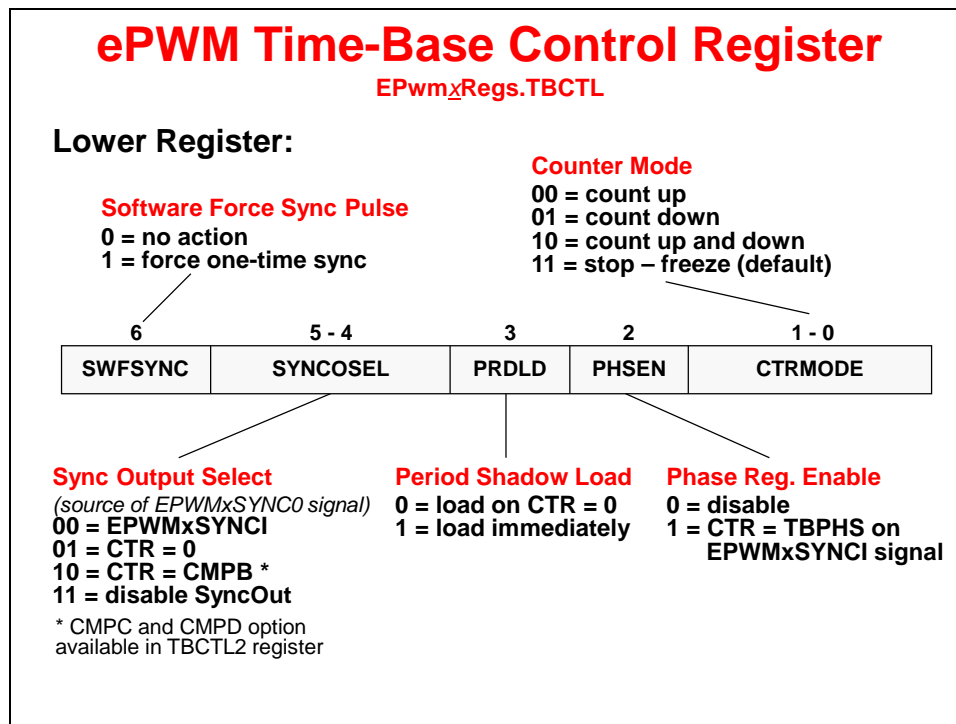 ePWM Time-Base Control Register
EPwmxRegs.TBCTL
Lower Register:
Software Force Sync Pulse
0 = no action
1 = force one-time sync
Counter Mode
00 = count up
01 = count down
10 = count up and down
11 = stop – freeze (default)
6
5 - 4
3
2
1 - 0
SWFSYNC
SYNCOSEL
PRDLD
PHSEN
CTRMODE
Sync Output Select
(source of EPWMxSYNC0 signal)
00 = EPWMxSYNCI
01 = CTR = 0
10 = CTR = CMPB *
11 = disable SyncOut
* CMPC and CMPD option
available in TBCTL2 register
Period Shadow Load
0 = load on CTR = 0
1 = load immediately
Phase Reg. Enable
0 = disable
1 = CTR = TBPHS on
EPWMxSYNCI signal